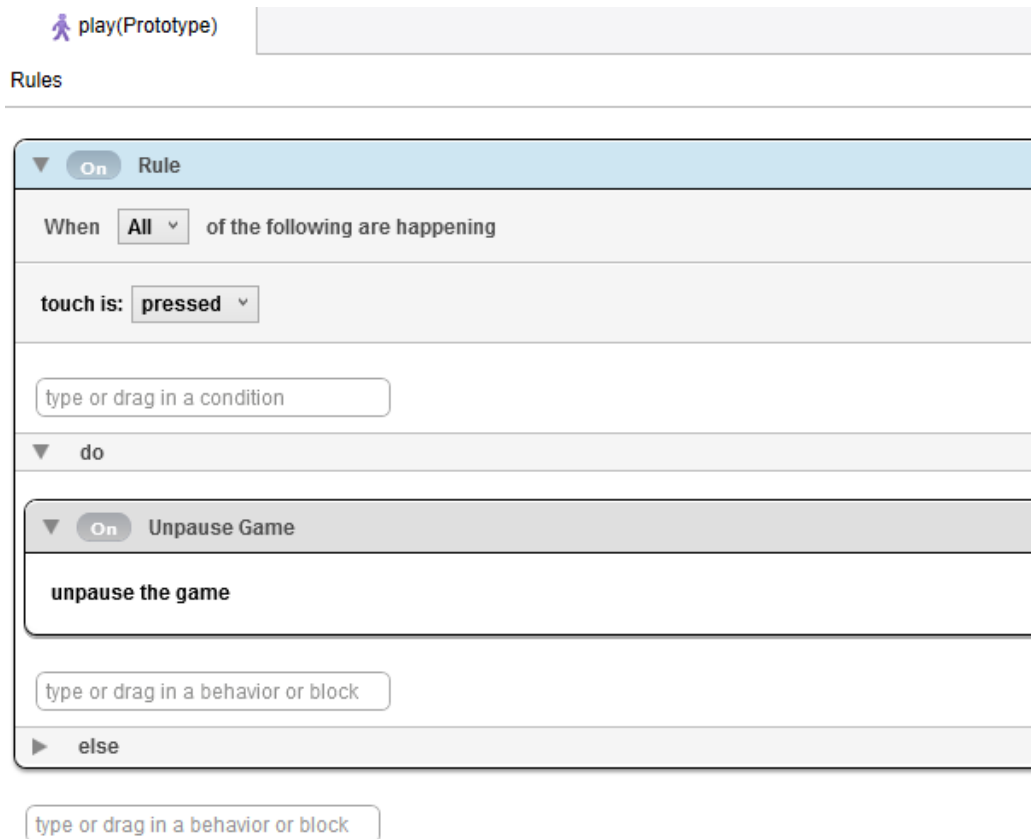 play(Prototype)
Rules
On Rule
When All of the following are happening
touch is: pressed
type or drag in a condition
do
On Unpause Game
unpause the game
type or drag in a behavior or block
else
type or drag in a behavior or block